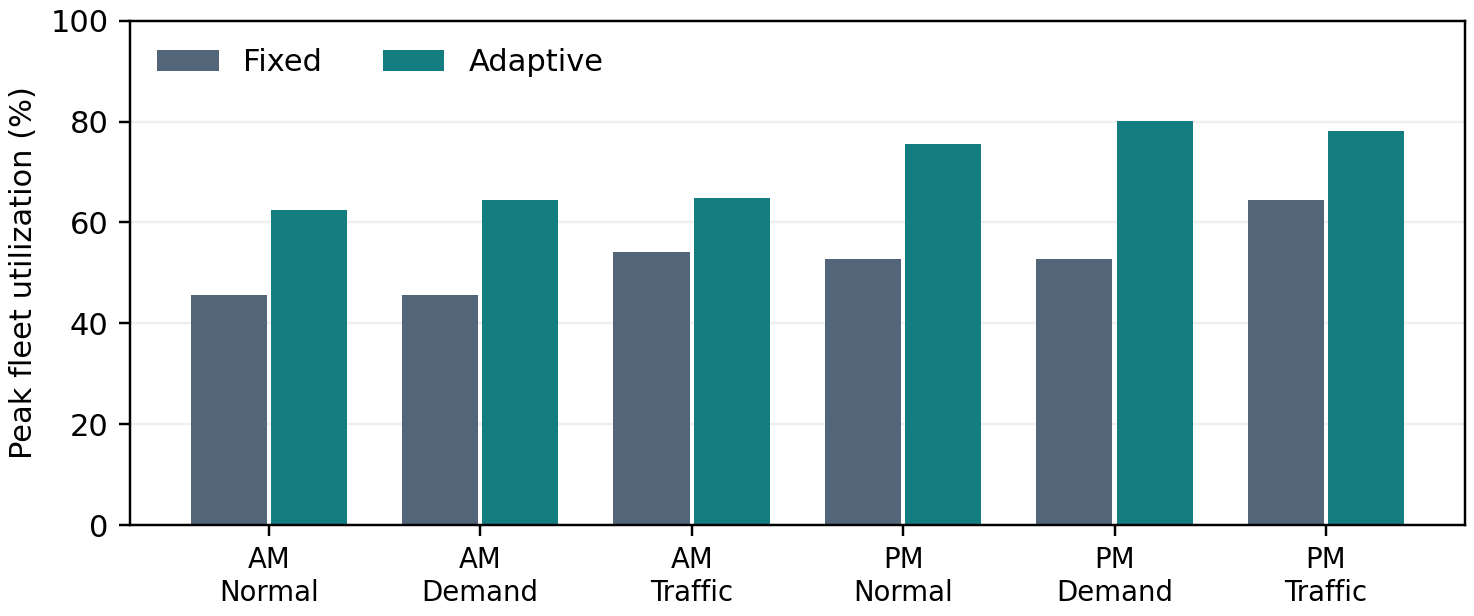 Peak fleet utilization (%)
100
80
60
40
20
0
Fixed
Adaptive
AM
Normal
AM
Demand
AM
Traffic
PM
Normal
PM
Demand
PM
Traffic